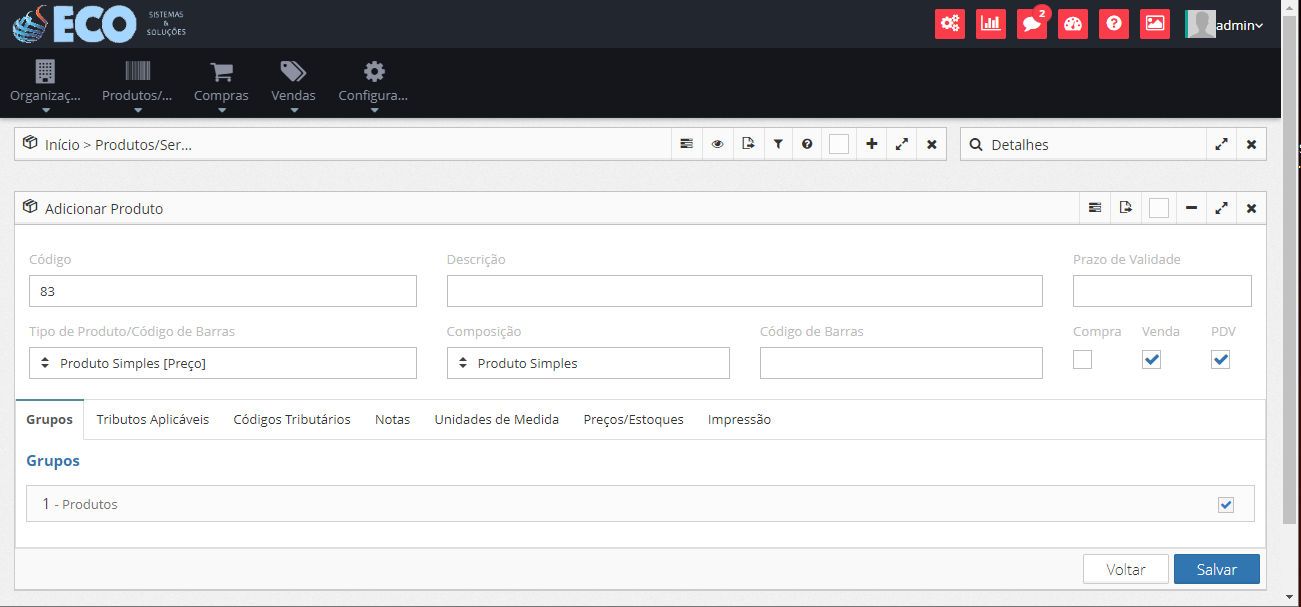 ECO SISTEMAS & SOLUÇÕES
2
admin
Organizaç... Produtos/... Compras Vendas Configura...
Início > Produtos/Ser...
Detalhes
Adicionar Produto
Código Descrição Prazo de Validade
83
Tipo de Produto/Código de Barras Composição Código de Barras Compra Venda PDV
Produto Simples [Preço] Produto Simples
Grupos Tributos Aplicáveis Códigos Tributários Notas Unidades de Medida Preços/Estoques Impressão
Grupos
1 - Produtos
Voltar Salvar